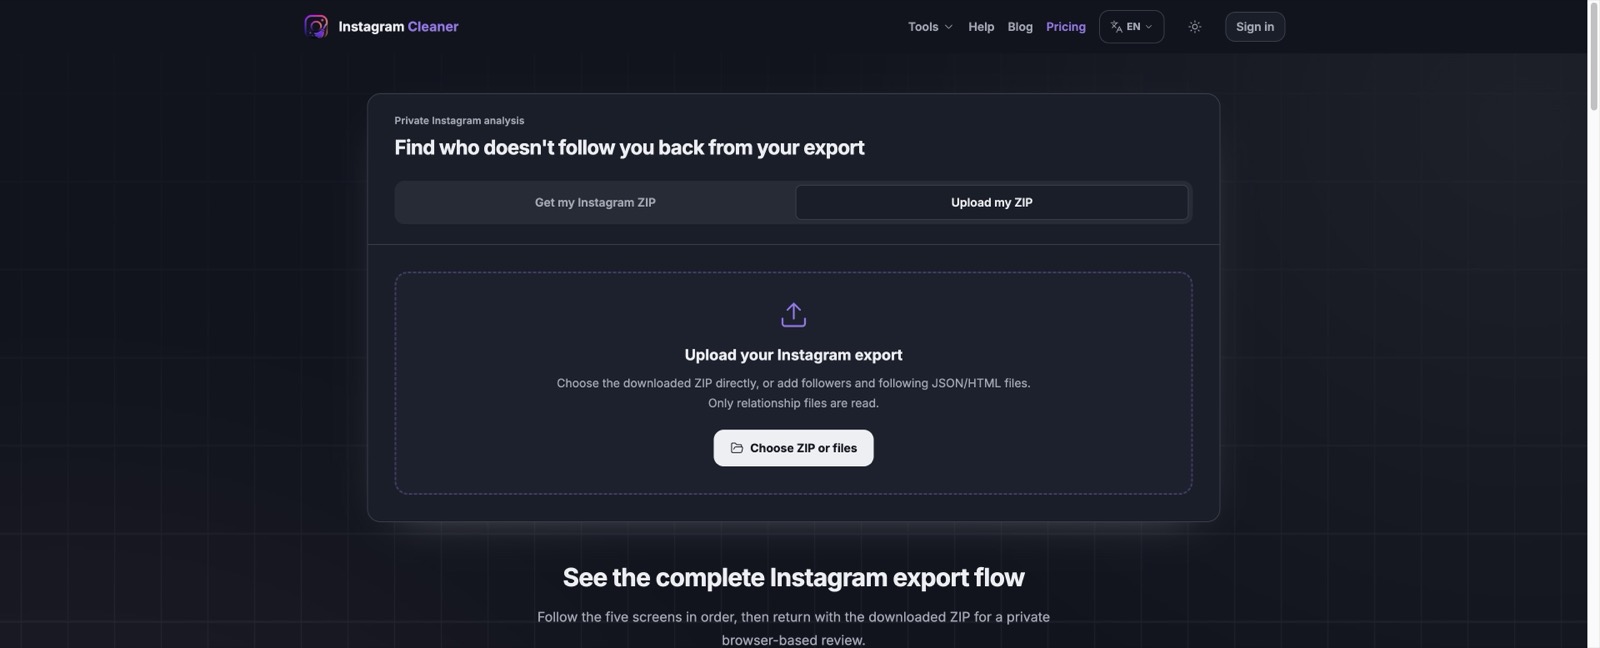 Instagram Cleaner
Tools Help Blog Pricing EN Sign in
Private Instagram analysis
Find who doesn't follow you back from your export
Get my Instagram ZIP Upload my ZIP
Upload your Instagram export
Choose the downloaded ZIP directly, or add followers and following JSON/HTML files.
Only relationship files are read.
Choose ZIP or files
See the complete Instagram export flow
Follow the five screens in order, then return with the downloaded ZIP for a private
browser-based review.